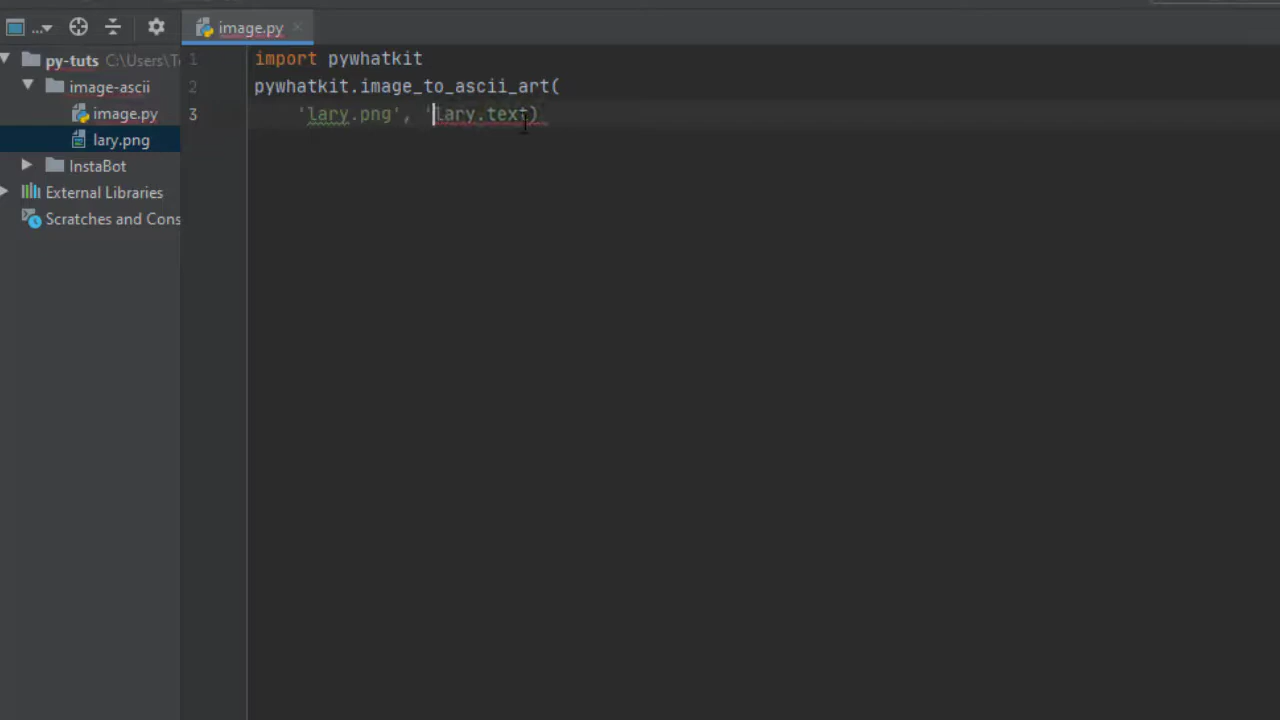 ...
image.py
py-tuts C:\Users\T
image-ascii
image.py
lary.png
InstaBot
External Libraries
Scratches and Cons
1 import pywhatkit
2 pywhatkit.image_to_ascii_art(
3 'lary.png', 'lary.text)